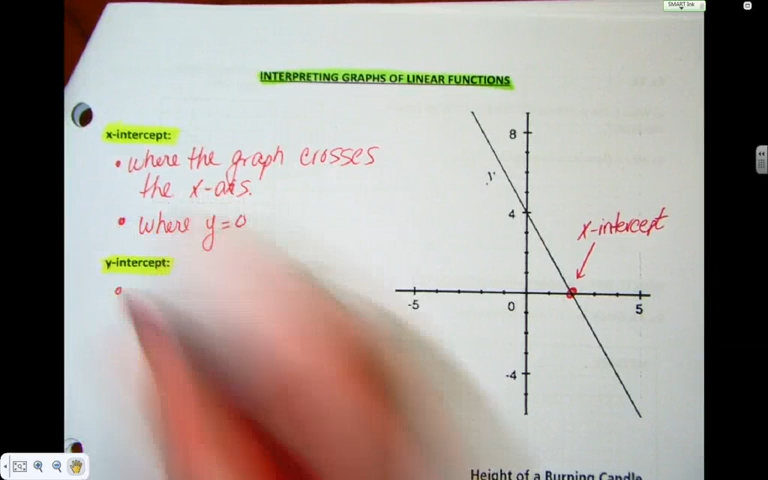 SMART Ink
INTERPRETING GRAPHS OF LINEAR FUNCTIONS
x-intercept:
• where the graph crosses
the x-axis.
• where y=0
y-intercept:
8
4
x-intercept
-5
0
5
-4
Height of a Burning Candle